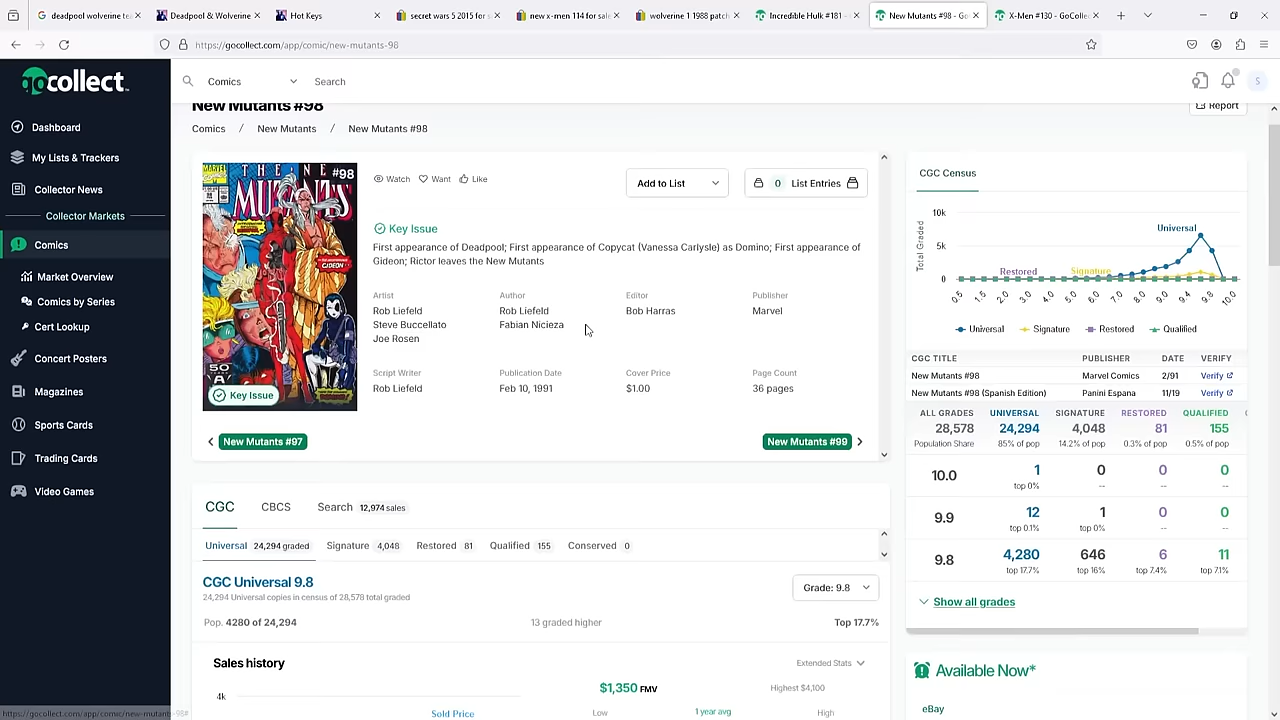 deadpool wolverine tea
Deadpool & Wolverine
Hot Keys
secret wars 5 2015 for s
new x-men 114 for sale
wolverine 1 1988 patch
Incredible Hulk #181 -
New Mutants #98 - Go
X-Men #130 - GoCollec
https://gocollect.com/app/comic/new-mutants-98
gocollect
Comics
Search
S
Dashboard
My Lists & Trackers
Collector News
Collector Markets
Comics
Market Overview
Comics by Series
Cert Lookup
Concert Posters
Magazines
Sports Cards
Trading Cards
Video Games
New Mutants #98
Report
Comics / New Mutants / New Mutants #98
MARVEL
THE NEW
MUTANTS
#98
GIDEON
Key Issue
Watch
Want
Like
Add to List
0 List Entries
Key Issue
First appearance of Deadpool; First appearance of Copycat (Vanessa Carlysle) as Domino; First appearance of
Gideon; Rictor leaves the New Mutants
Artist
Rob Liefeld
Steve Buccellato
Joe Rosen
Author
Rob Liefeld
Fabian Nicieza
Editor
Bob Harras
Publisher
Marvel
Script Writer
Rob Liefeld
Publication Date
Feb 10, 1991
Cover Price
$1.00
Page Count
36 pages
New Mutants #97
New Mutants #99
CGC
CBCS
Search 12,974 sales
Universal 24,294 graded
Signature 4,048
Restored 81
Qualified 155
Conserved 0
CGC Universal 9.8
24,294 Universal copies in census of 28,578 total graded
Grade: 9.8
Pop. 4280 of 24,294
13 graded higher
Top 17.7%
Sales history
Extended Stats
4k
Sold Price
$1,350 FMV
Highest $4,100
Low
1 year avg
High
CGC Census
Total Graded
10k
5k
0
Universal
Restored
Signature
0.5 1.5 2.0 3.0 4.0 5.0 6.0 7.0 8.0 9.0 9.4 9.8 10.0
Universal Signature Restored Qualified
CGC TITLE PUBLISHER DATE VERIFY
New Mutants #98 Marvel Comics 2/91 Verify
New Mutants #98 (Spanish Edition) Panini Espana 11/19 Verify
ALL GRADES UNIVERSAL SIGNATURE RESTORED QUALIFIED
28,578 24,294 4,048 81 155
Population Share 85% of pop 14.2% of pop 0.3% of pop 0.5% of pop
10.0 1 0 0 0
top 0% -- -- --
9.9 12 1 0 0
top 0.1% top 0% -- --
9.8 4,280 646 6 11
top 17.7% top 16% top 7.4% top 7.1%
Show all grades
Available Now*
eBay
https://gocollect.com/app/comic/new-mutants-98#